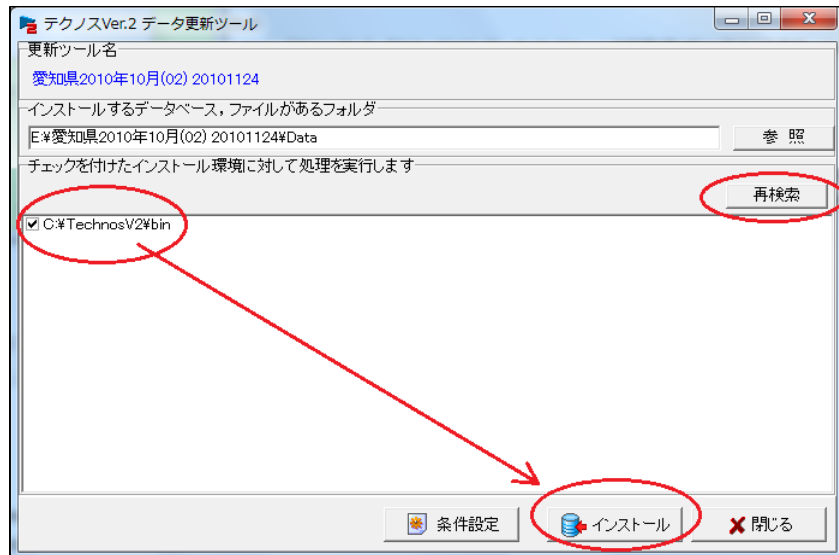 テクノスVer.2 データ更新ツール
更新ツール名
愛知県2010年10月(02) 20101124
インストールするデータベース，ファイルがあるフォルダ
E:¥愛知県2010年10月(02) 20101124¥Data
参 照
チェックを付けたインストール環境に対して処理を実行します
再検索
C:¥TechnosV2¥bin
条件設定
インストール
閉じる